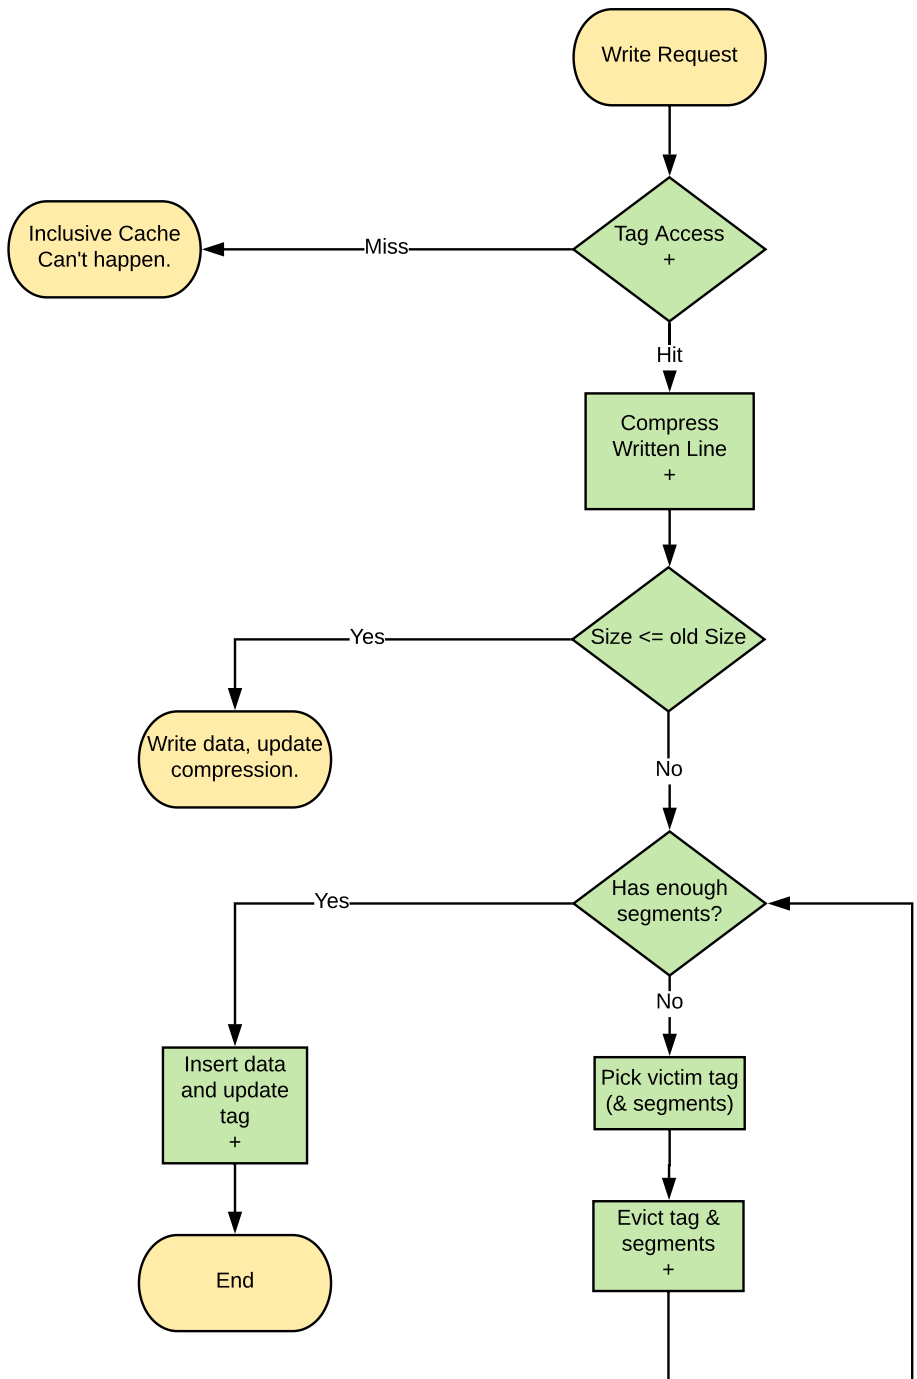 Write Request
Tag Access
+
Miss
Inclusive Cache
Can't happen.
Hit
Compress
Written Line
+
Size <= old Size
Yes
Write data, update
compression.
No
Has enough
segments?
Yes
No
Insert data
and update
tag
+
Pick victim tag
(& segments)
Evict tag &
segments
+
End